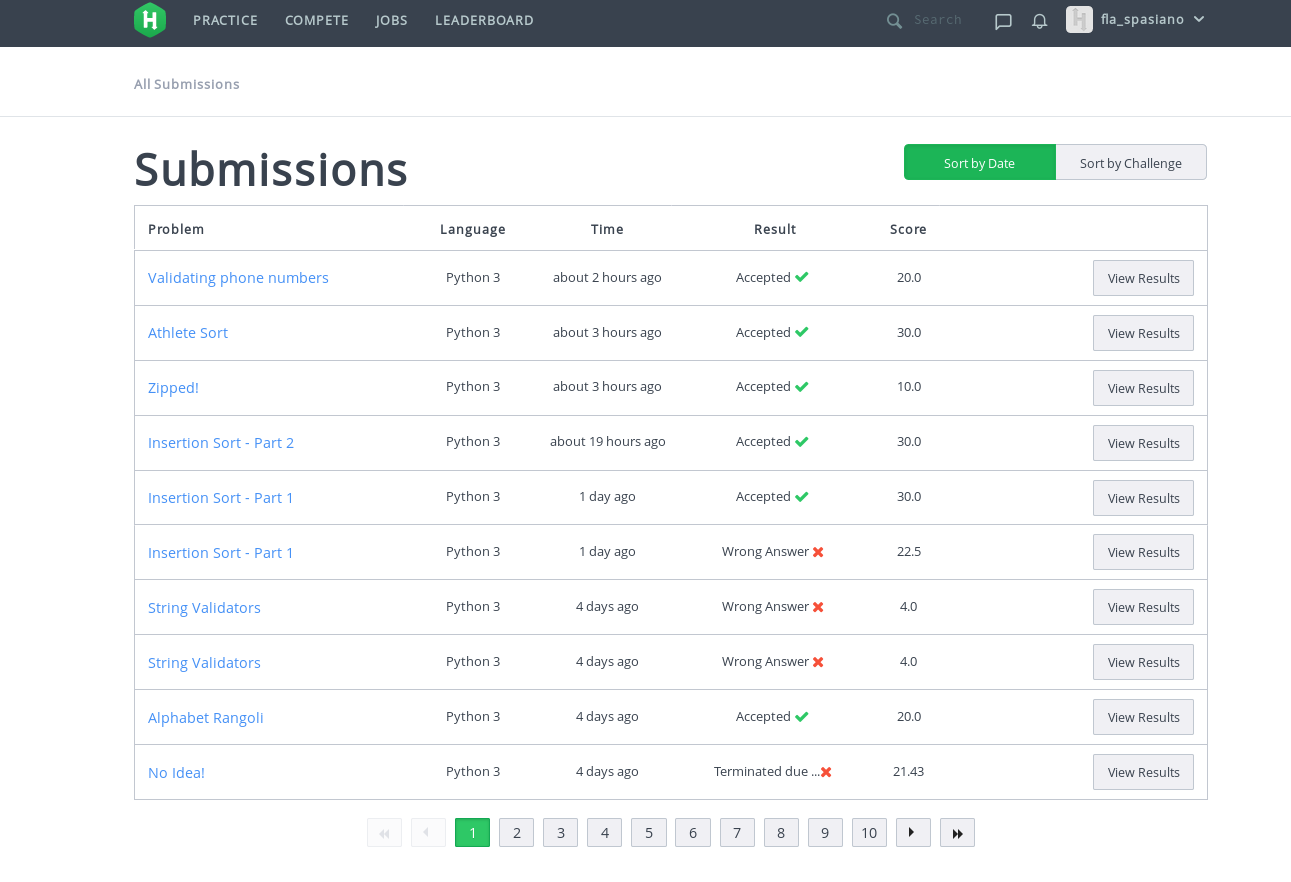 H PRACTICE COMPETE JOBS LEADERBOARD Search fla_spasiano
All Submissions
Submissions
Sort by Date Sort by Challenge
Problem Language Time Result Score
Validating phone numbers Python 3 about 2 hours ago Accepted 20.0 View Results
Athlete Sort Python 3 about 3 hours ago Accepted 30.0 View Results
Zipped! Python 3 about 3 hours ago Accepted 10.0 View Results
Insertion Sort - Part 2 Python 3 about 19 hours ago Accepted 30.0 View Results
Insertion Sort - Part 1 Python 3 1 day ago Accepted 30.0 View Results
Insertion Sort - Part 1 Python 3 1 day ago Wrong Answer 22.5 View Results
String Validators Python 3 4 days ago Wrong Answer 4.0 View Results
String Validators Python 3 4 days ago Wrong Answer 4.0 View Results
Alphabet Rangoli Python 3 4 days ago Accepted 20.0 View Results
No Idea! Python 3 4 days ago Terminated due ... 21.43 View Results
1 2 3 4 5 6 7 8 9 10